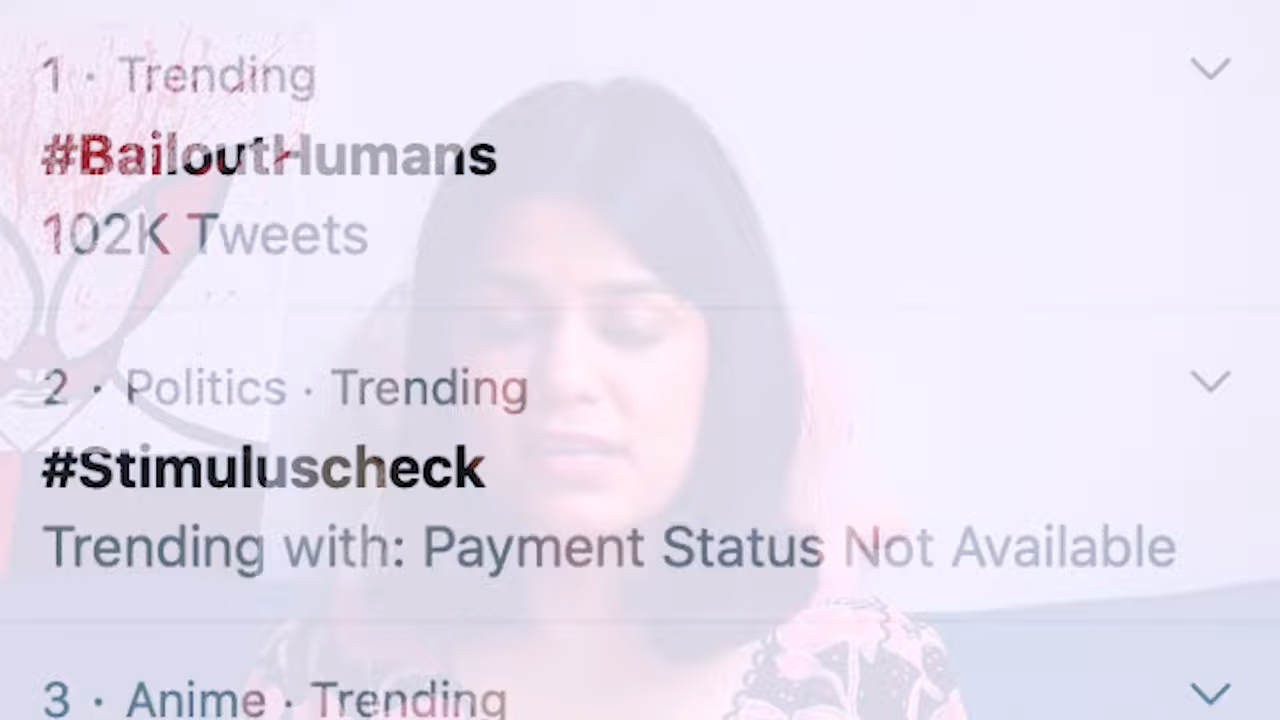 1 · Trending
#BailoutHumans
102K Tweets
2 · Politics · Trending
#Stimuluscheck
Trending with: Payment Status Not Available
3 · Anime · Trending